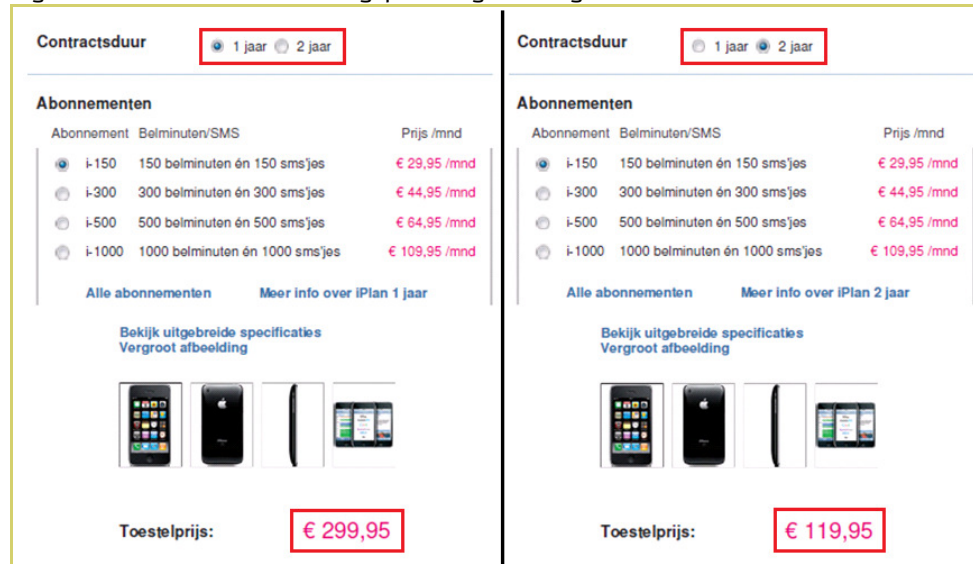 Contractsduur 1 jaar 2 jaar
Abonnementen
Abonnement Belminuten/SMS Prijs /mnd
i-150 150 belminuten én 150 sms'jes € 29,95 /mnd
i-300 300 belminuten én 300 sms'jes € 44,95 /mnd
i-500 500 belminuten én 500 sms'jes € 64,95 /mnd
i-1000 1000 belminuten én 1000 sms'jes € 109,95 /mnd
Alle abonnementen Meer info over iPlan 1 jaar
Bekijk uitgebreide specificaties
Vergroot afbeelding
Toestelprijs: € 299,95
Contractsduur 1 jaar 2 jaar
Abonnementen
Abonnement Belminuten/SMS Prijs /mnd
i-150 150 belminuten én 150 sms'jes € 29,95 /mnd
i-300 300 belminuten én 300 sms'jes € 44,95 /mnd
i-500 500 belminuten én 500 sms'jes € 64,95 /mnd
i-1000 1000 belminuten én 1000 sms'jes € 109,95 /mnd
Alle abonnementen Meer info over iPlan 2 jaar
Bekijk uitgebreide specificaties
Vergroot afbeelding
Toestelprijs: € 119,95